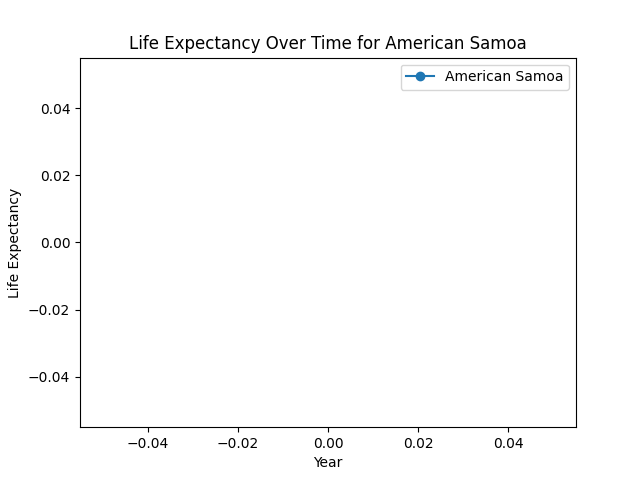 Life Expectancy Over Time for American Samoa
American Samoa
Life Expectancy
0.04
0.02
0.00
−0.02
−0.04
−0.04 −0.02 0.00 0.02 0.04
Year